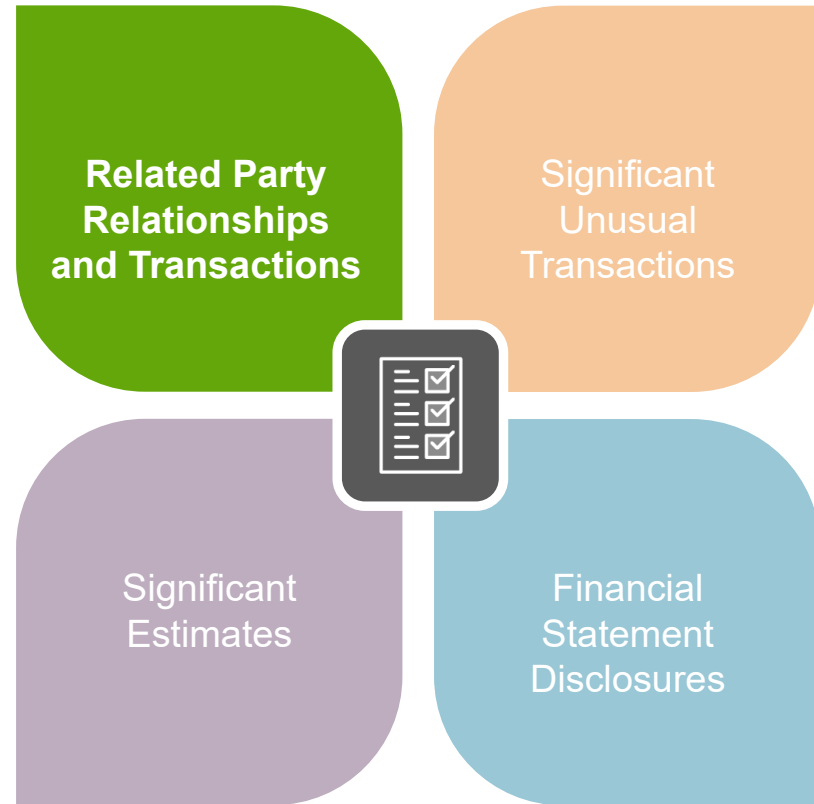 Related Party
Relationships
and Transactions
Significant
Unusual
Transactions
Significant
Estimates
Financial
Statement
Disclosures